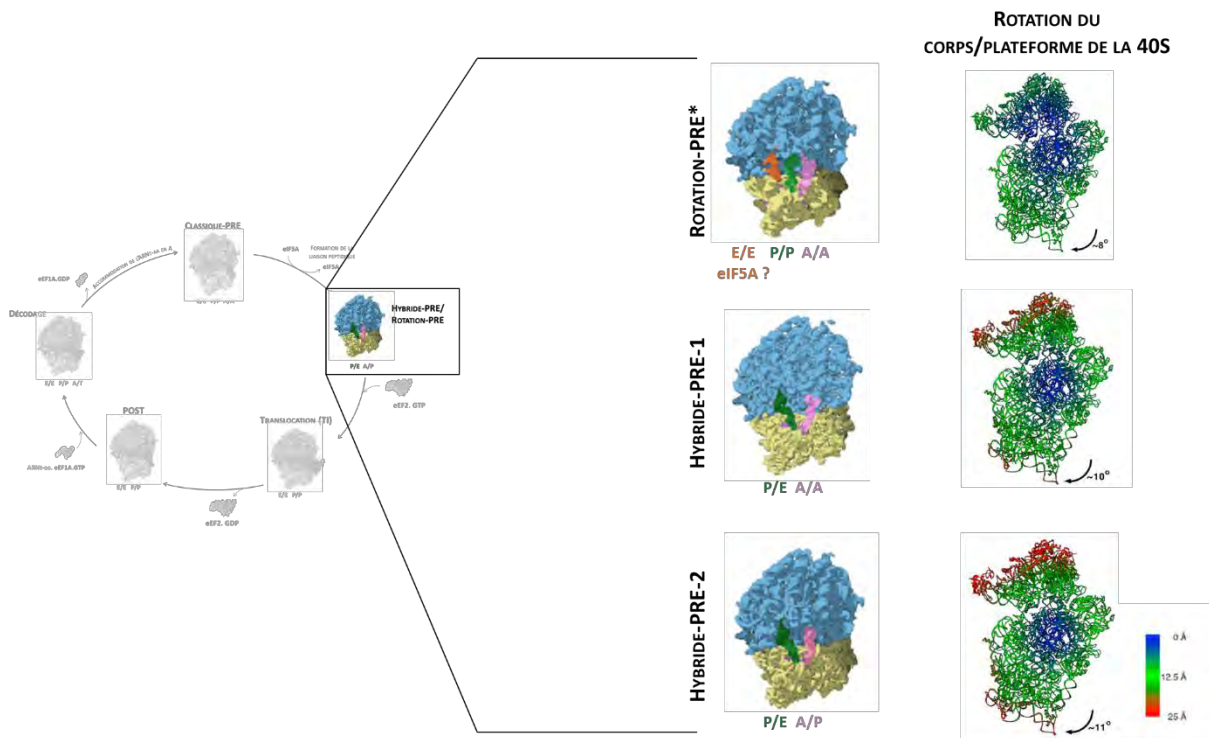 ROTATION DU
CORPS/PLATEFORME DE LA 40S
ROTATION-PRE*
E/E P/P A/A
eIF5A ?
~8°
HYBRIDE-PRE-1
P/E A/A
~10°
HYBRIDE-PRE-2
P/E A/P
~11°
0 Å
12.5 Å
25 Å
CLASSIQUE-PRE
eIF5A
FORMATION DE LA
LIAISON PEPTIDIQUE
eIF5A
HYBRIDE-PRE/
ROTATION-PRE
P/E A/P
eEF2. GTP
TRANSLOCATION (TI)
E/E P/P
eEF2. GDP
POST
E/E P/P
eEF1A.GTP
DÉCODAGE
E/E P/P A/T
eEF1A.GDP